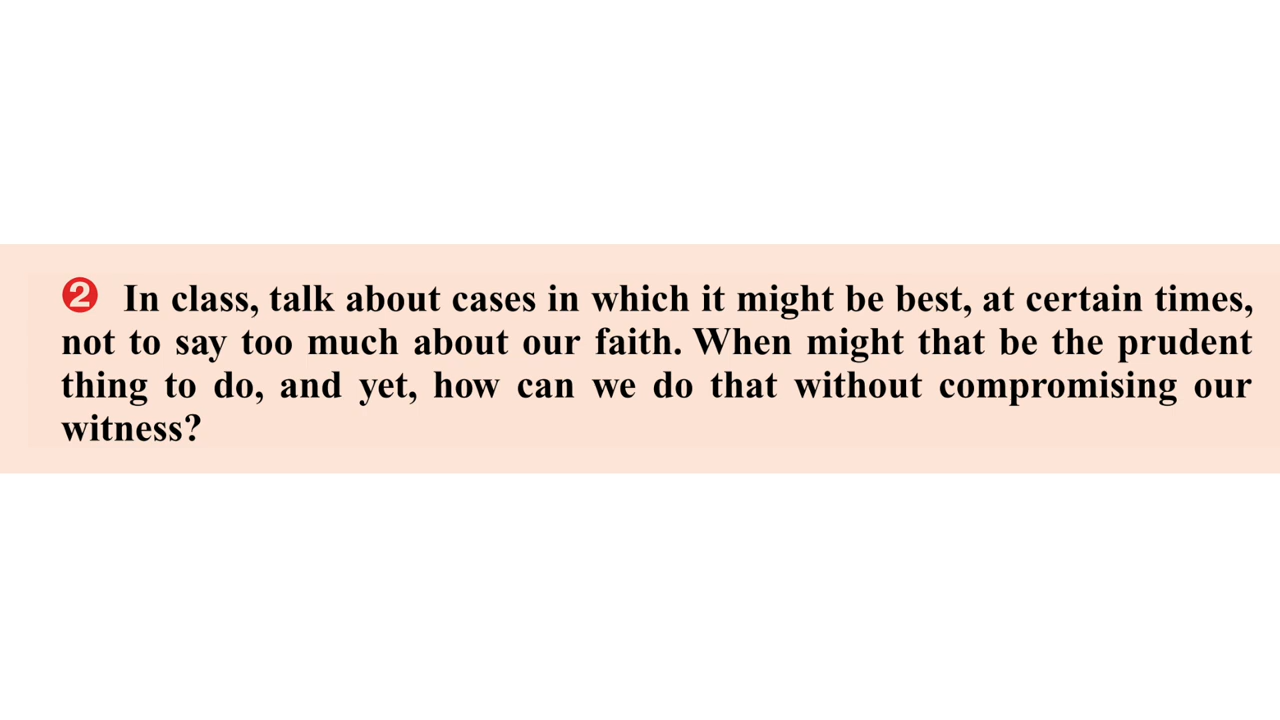 ❷ In class, talk about cases in which it might be best, at certain times,
not to say too much about our faith. When might that be the prudent
thing to do, and yet, how can we do that without compromising our
witness?